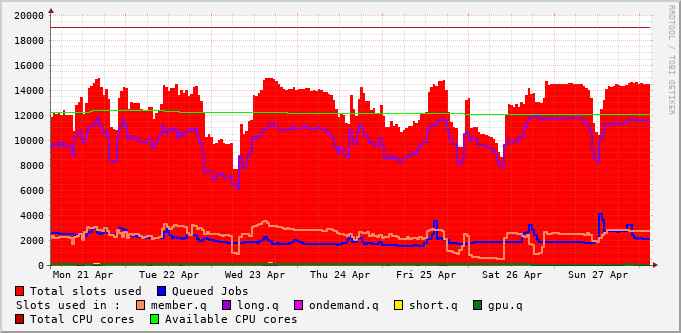 20000
18000
16000
14000
12000
10000
8000
6000
4000
2000
0
Mon 21 Apr Tue 22 Apr Wed 23 Apr Thu 24 Apr Fri 25 Apr Sat 26 Apr Sun 27 Apr
Total slots used Queued Jobs
Slots used in : member.q long.q ondemand.q short.q gpu.q
Total CPU cores Available CPU cores
RRDTOOL / TOBI OETIKER